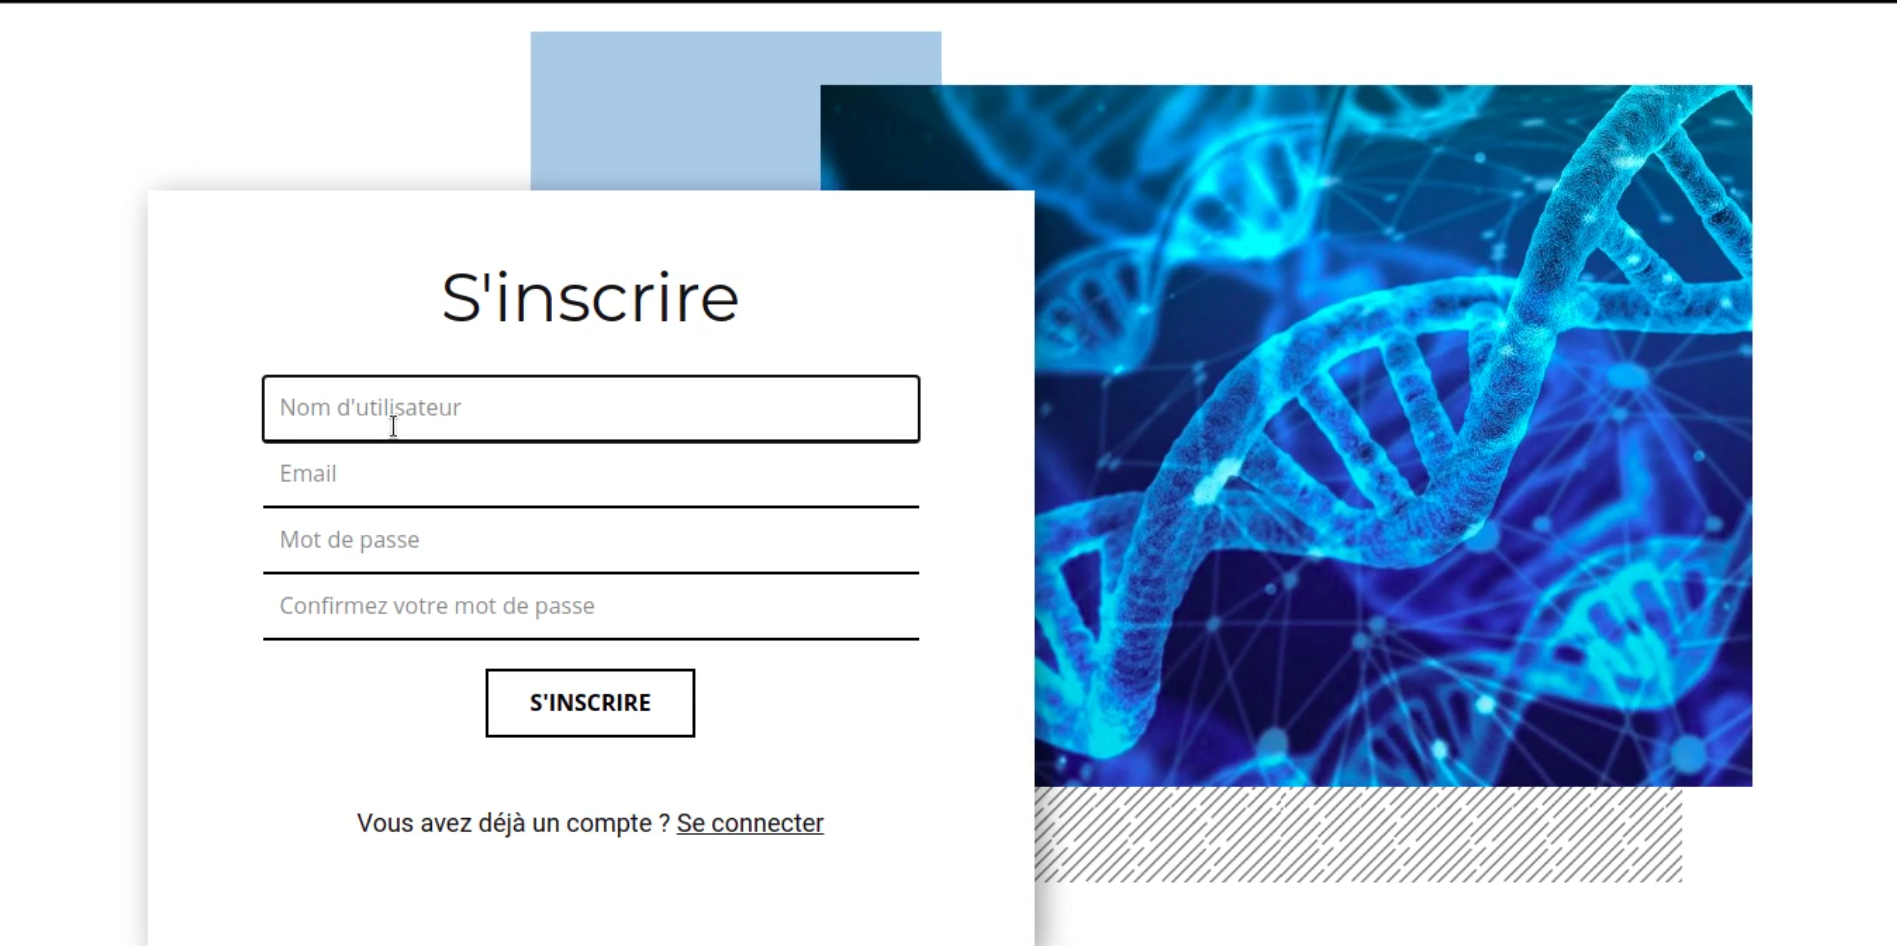 S'inscrire
Nom d'utilisateur
Email
Mot de passe
Confirmez votre mot de passe
S'INSCRIRE
Vous avez déjà un compte ? Se connecter